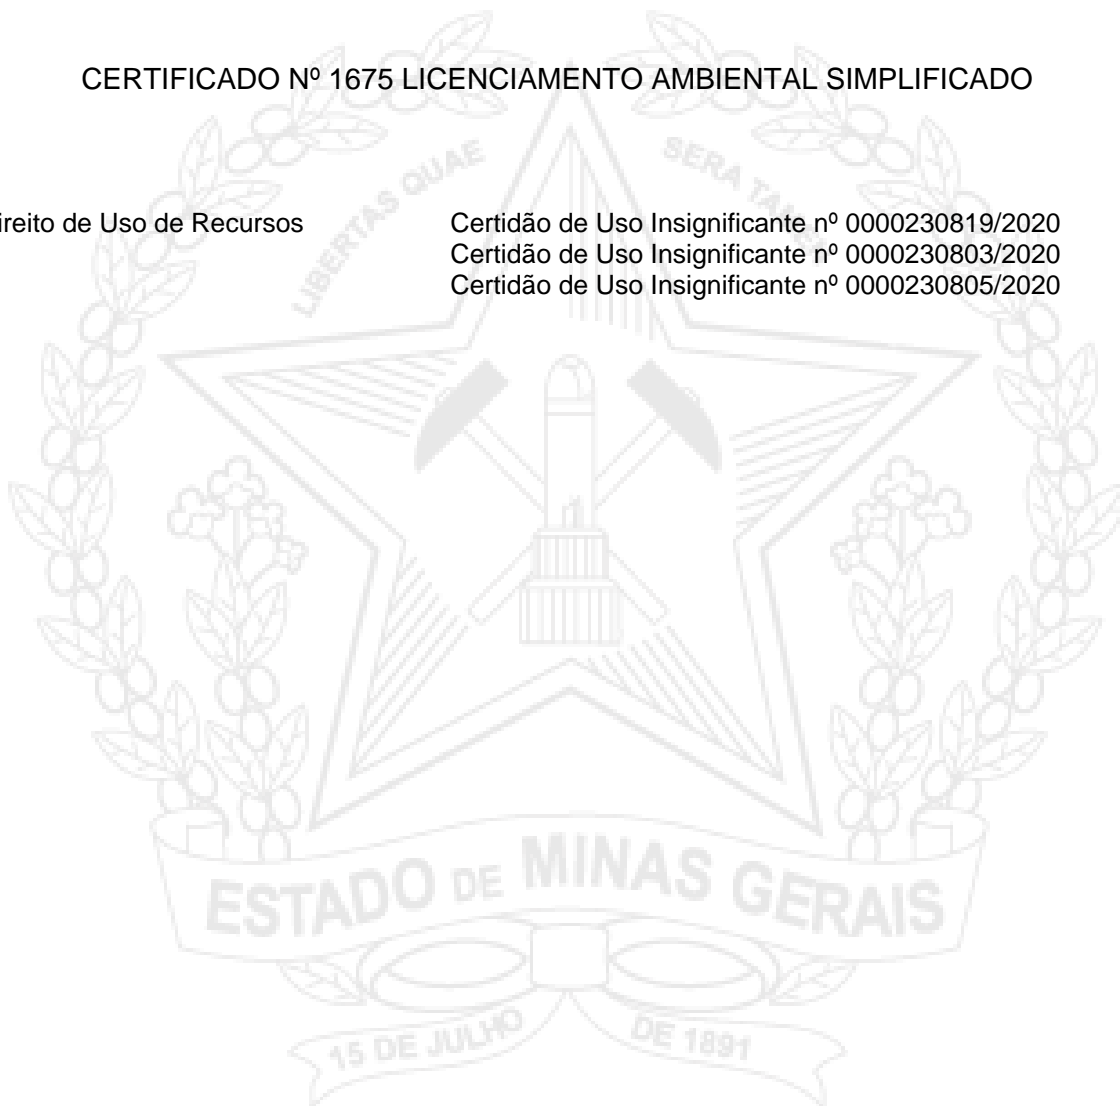 CERTIFICADO Nº 1675 LICENCIAMENTO AMBIENTAL SIMPLIFICADO
LIBERTAS QUAE SERA TAMEN
ireito de Uso de Recursos Certidão de Uso Insignificante nº 0000230819/2020
Certidão de Uso Insignificante nº 0000230803/2020
Certidão de Uso Insignificante nº 0000230805/2020
ESTADO DE MINAS GERAIS
15 DE JULHO DE 1891